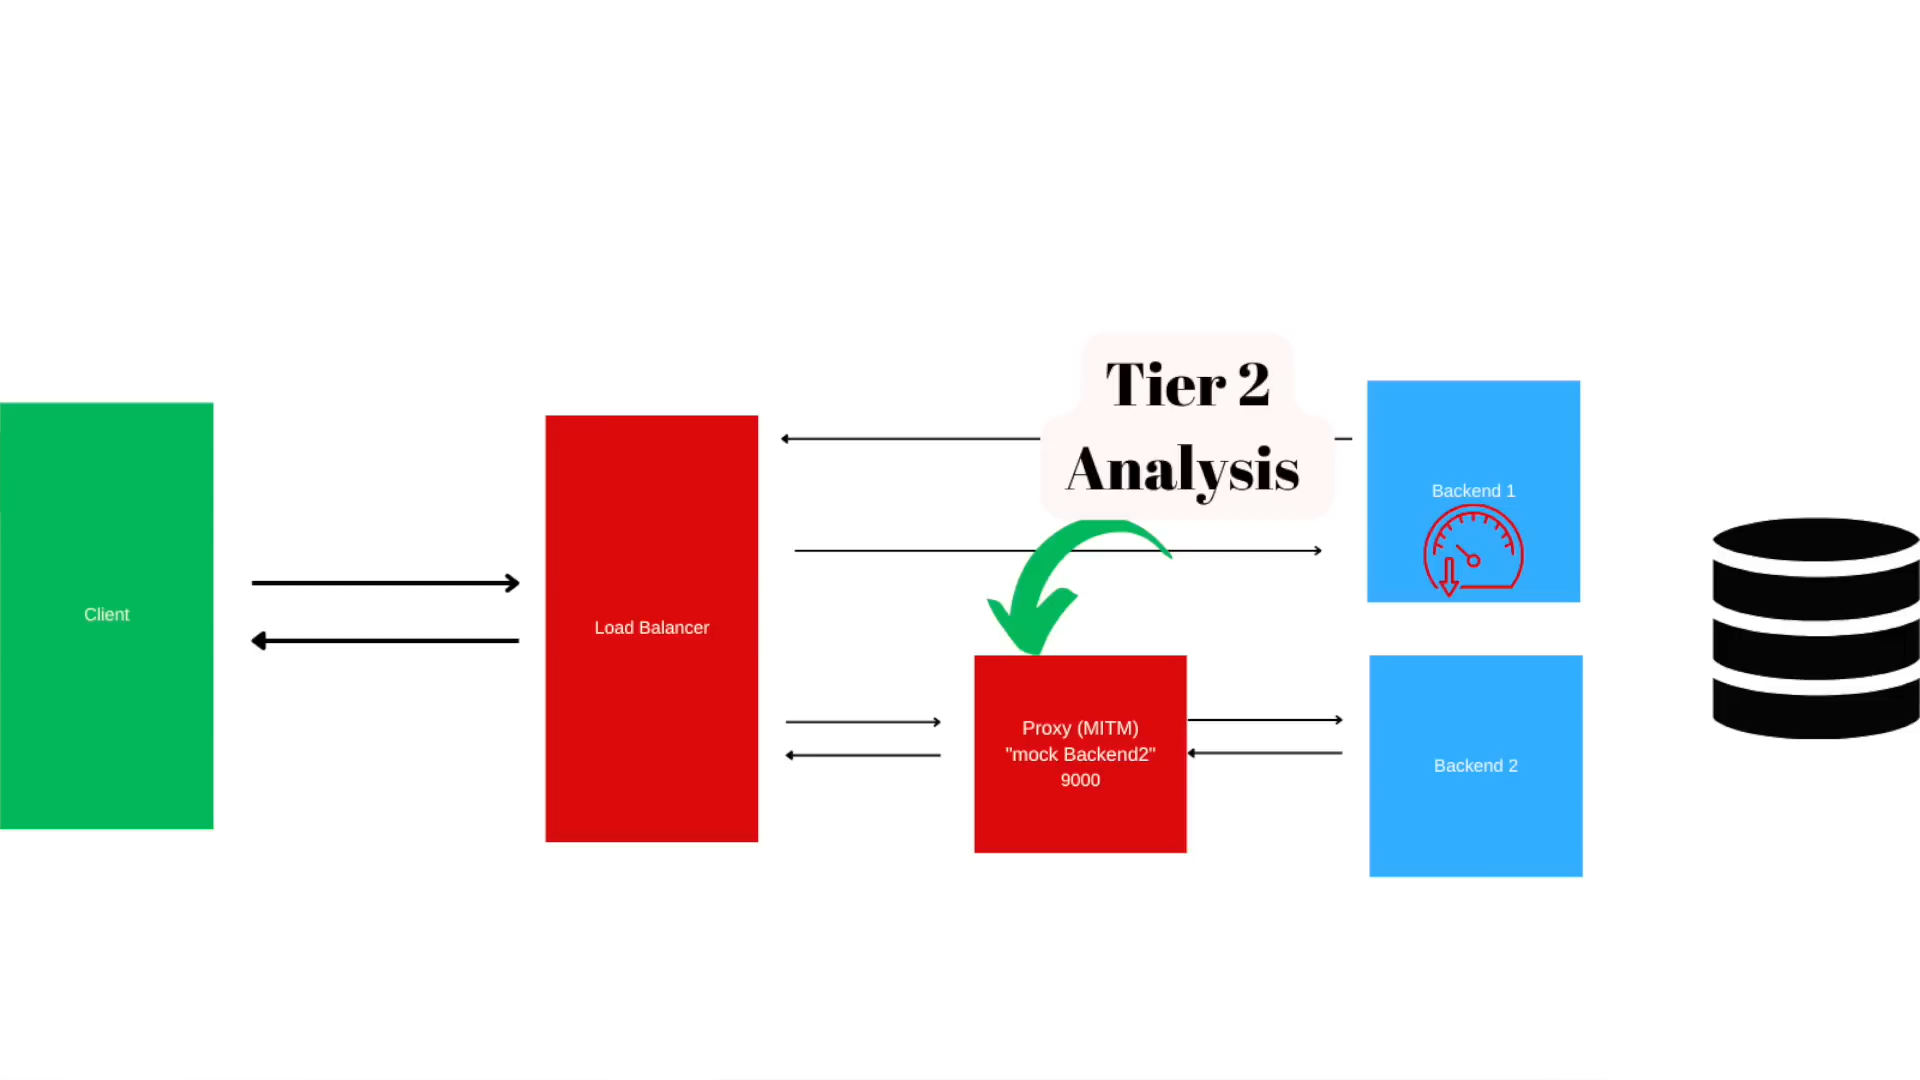 Tier 2
Analysis
Backend 1
Client
Load Balancer
Proxy (MITM)
"mock Backend2"
9000
Backend 2